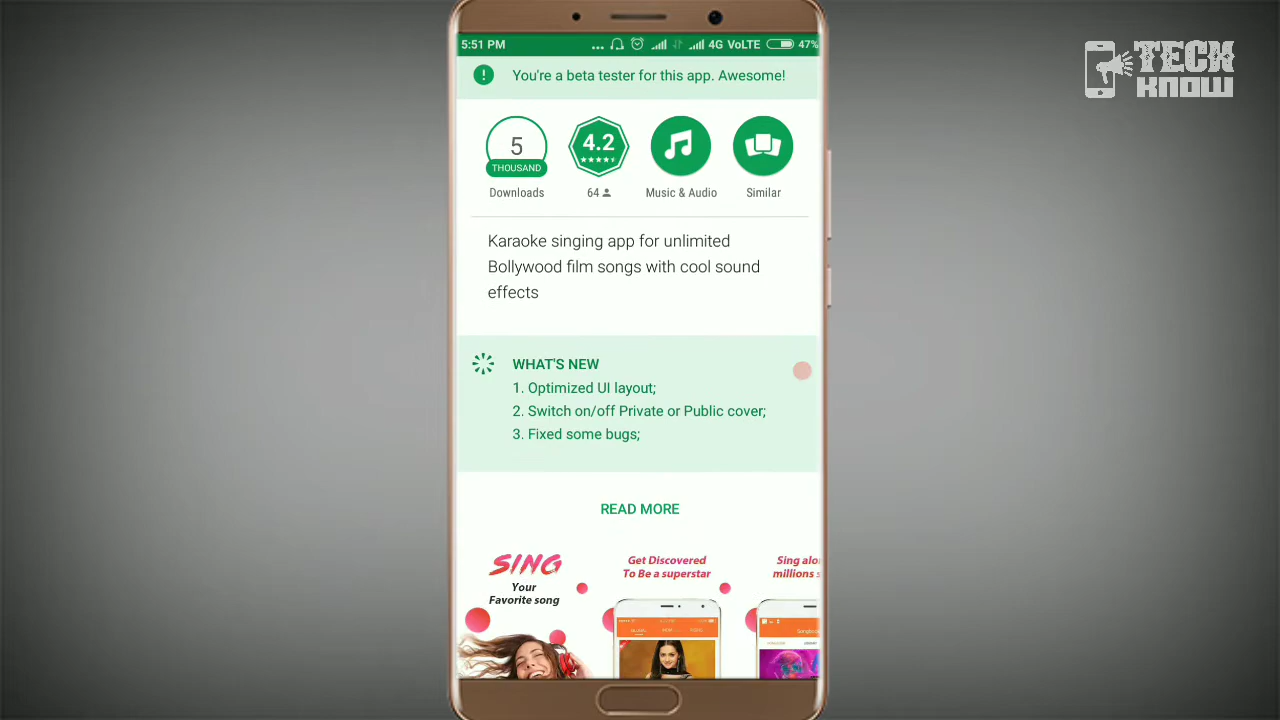 5:51 PM
4G VoLTE
47%
TECH
KNOW
You're a beta tester for this app. Awesome!
5
THOUSAND
Downloads
4.2
64
Music & Audio
Similar
Karaoke singing app for unlimited
Bollywood film songs with cool sound
effects
WHAT'S NEW
1. Optimized UI layout;
2. Switch on/off Private or Public cover;
3. Fixed some bugs;
READ MORE
SING
Your
Favorite song
Get Discovered
To Be a superstar
Sing alo
millions s